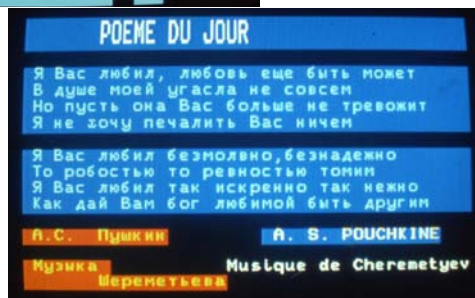 POEME DU JOUR
Я Вас любил, любовь еще быть может
В душе моей угасла не совсем
Но пусть она Вас больше не тревожит
Я не хочу печалить Вас ничем
Я Вас любил безмолвно,безнадежно
То робостью то ревностью томим
Я Вас любил так искренно так нежно
Как дай Вам бог любимой быть другим
А.С. Пушкин A. S. POUCHKINE
Музыка Musique de Cheremetyev
Шереметьева